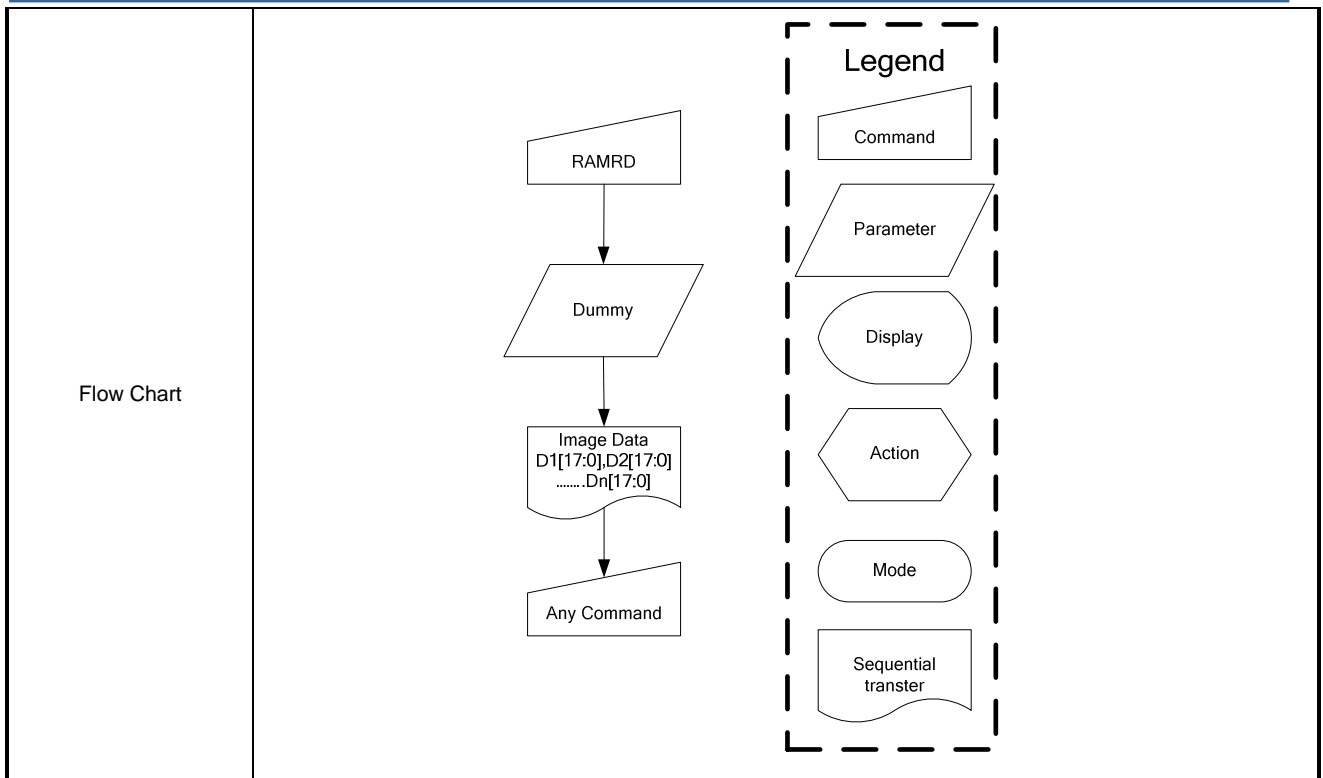 Flow Chart
RAMRD
Dummy
Image Data
D1[17:0],D2[17:0]
........Dn[17:0]
Any Command
Legend
Command
Parameter
Display
Action
Mode
Sequential
transter